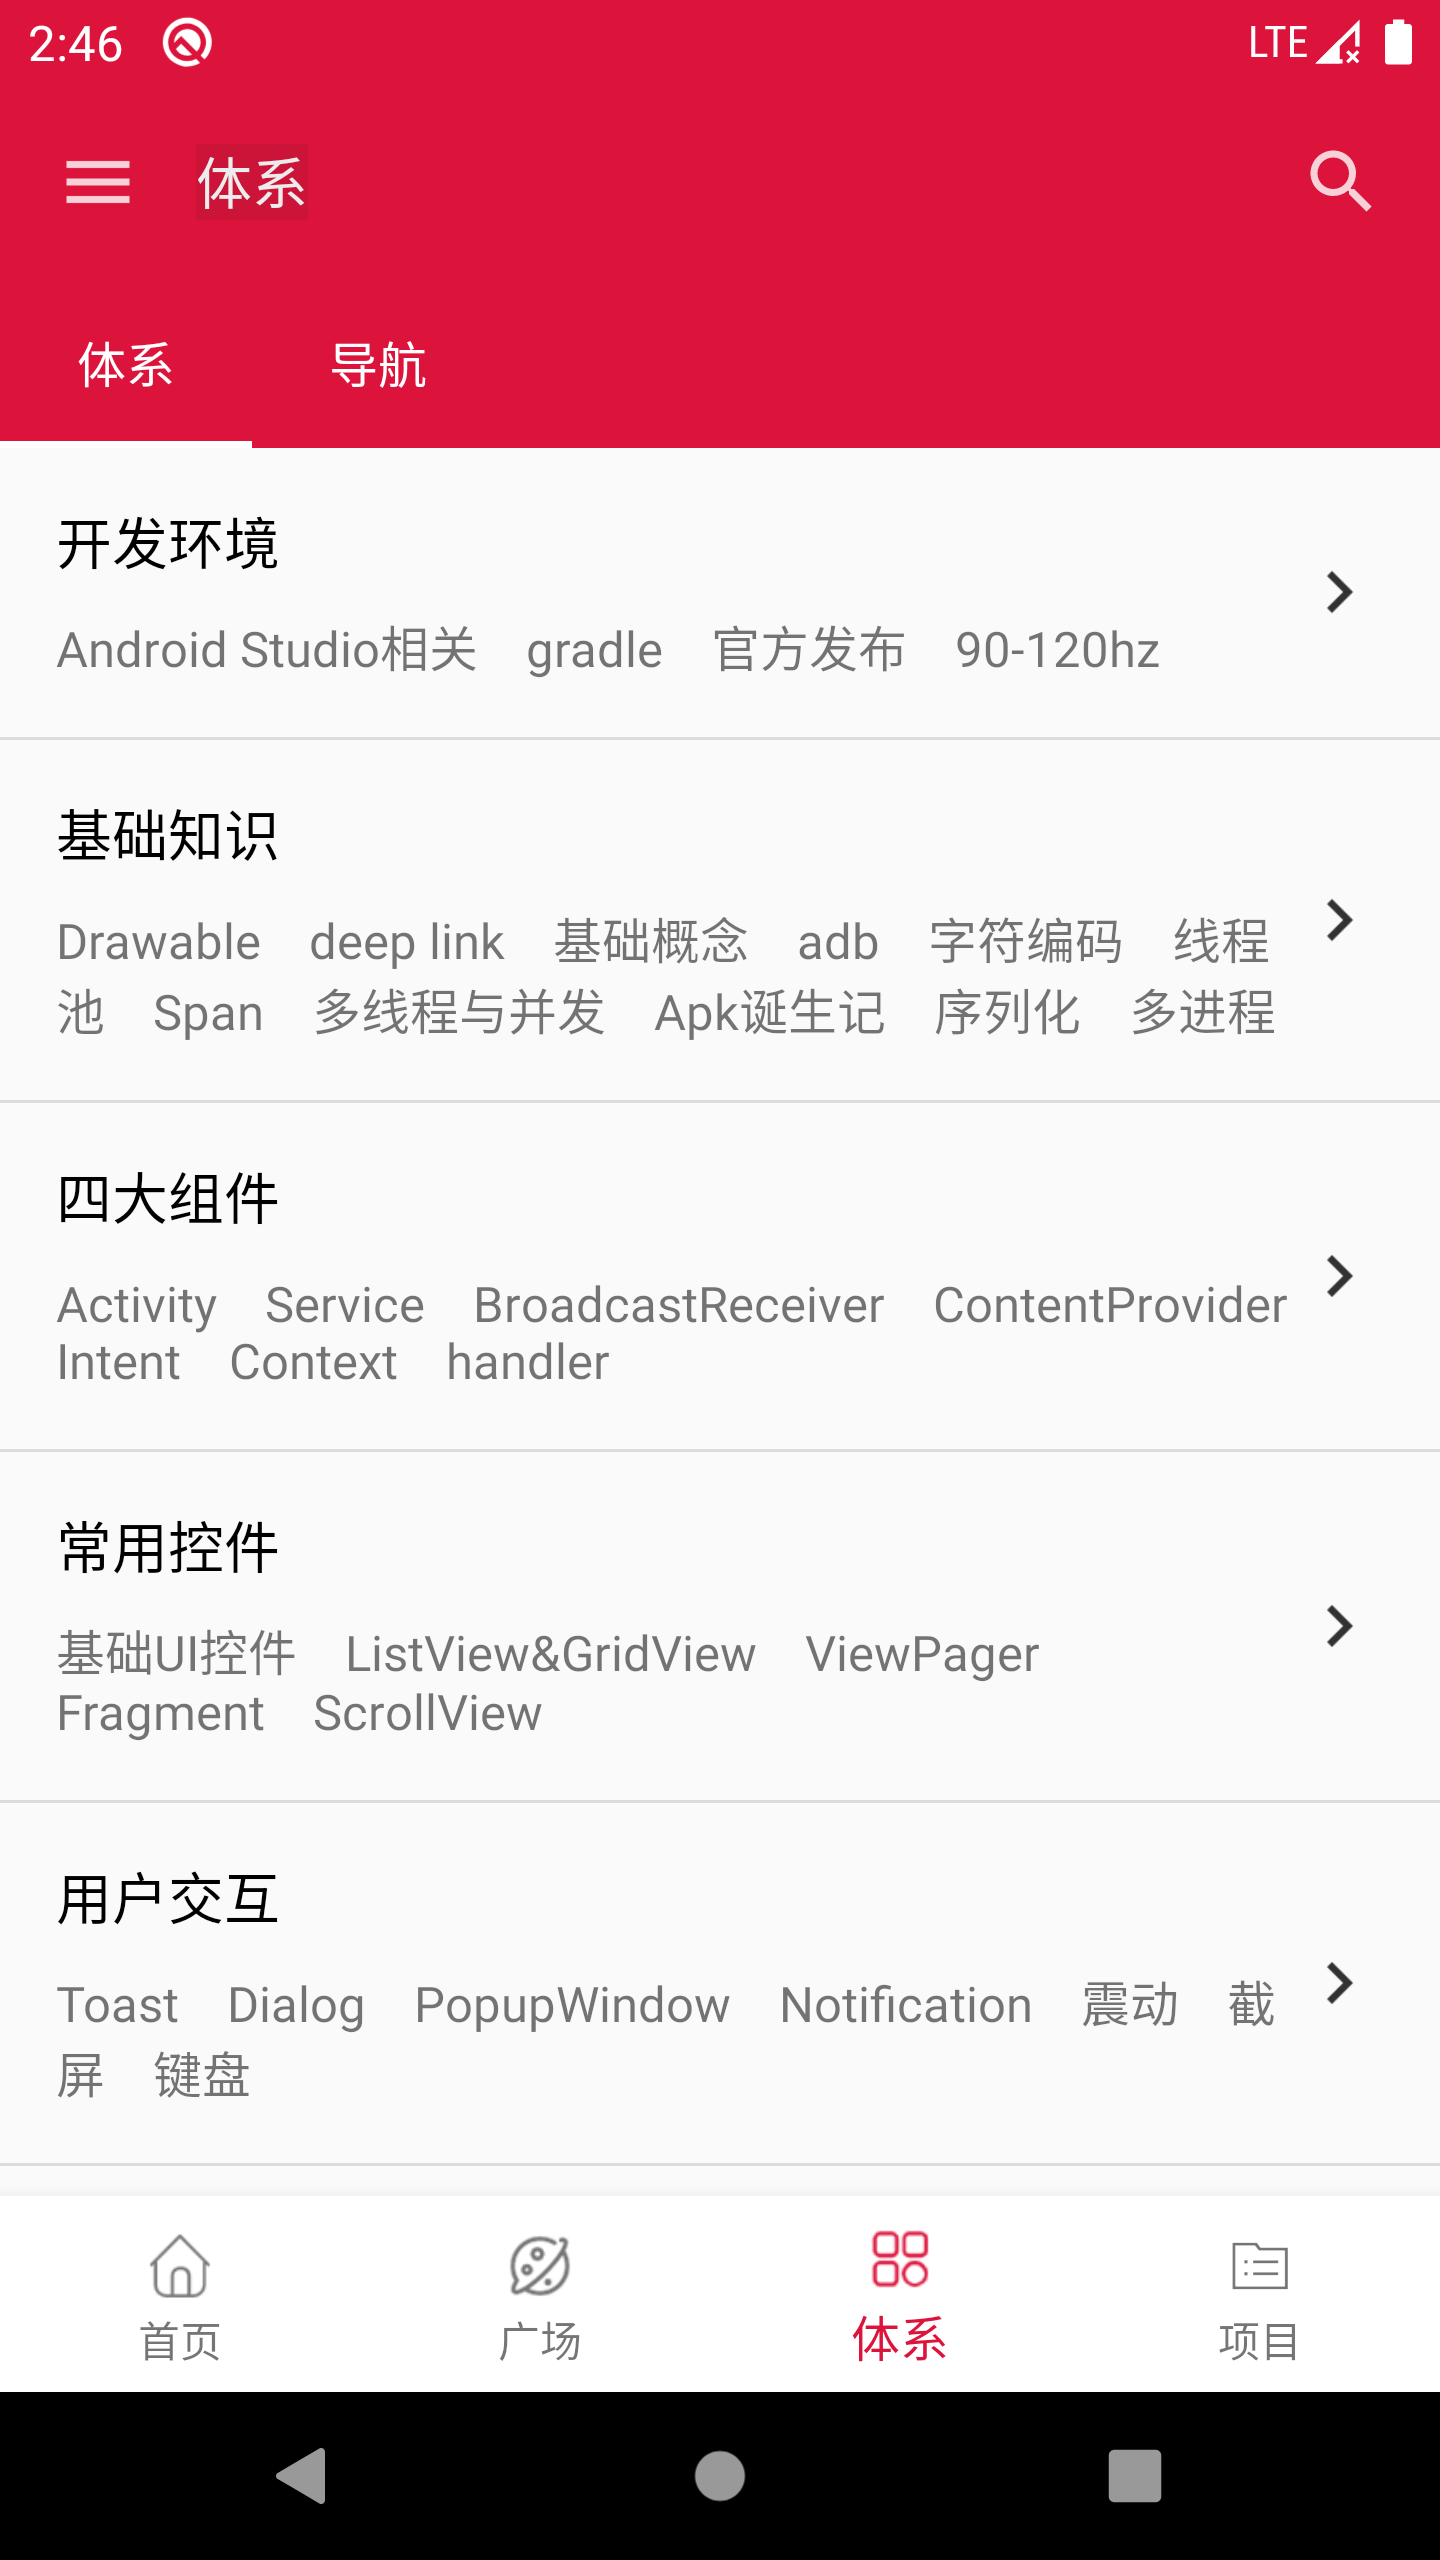 2:46 LTE
体系
体系 导航
开发环境
Android Studio相关 gradle 官方发布 90-120hz
基础知识
Drawable deep link 基础概念 adb 字符编码 线程
池 Span 多线程与并发 Apk诞生记 序列化 多进程
四大组件
Activity Service BroadcastReceiver ContentProvider
Intent Context handler
常用控件
基础UI控件 ListView&GridView ViewPager
Fragment ScrollView
用户交互
Toast Dialog PopupWindow Notification 震动 截
屏 键盘
首页 广场 体系 项目